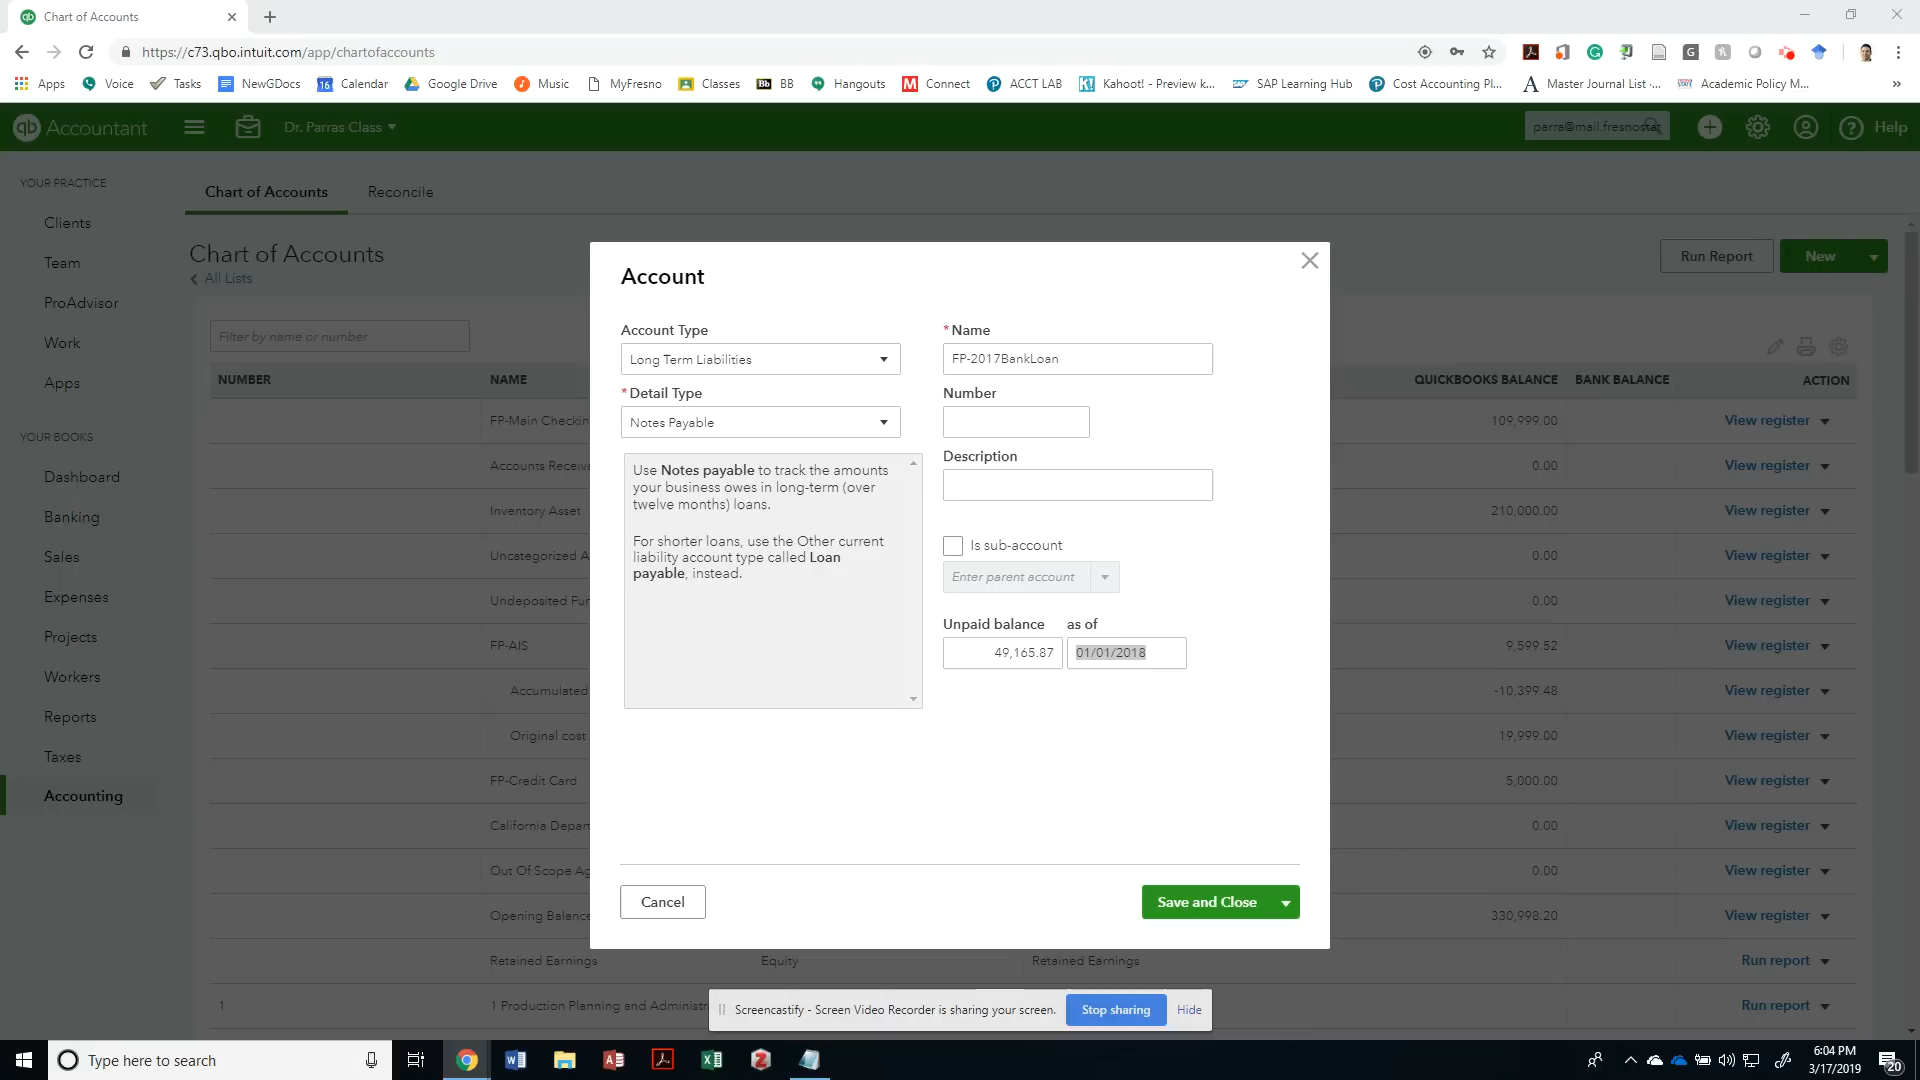 Chart of Accounts
https://c73.qbo.intuit.com/app/chartofaccounts
Apps Voice Tasks NewGDocs Calendar Google Drive Music MyFresno Classes BB Hangouts Connect ACCT LAB Kahoot! - Preview k... SAP Learning Hub Cost Accounting Pl... Master Journal List -... Academic Policy M... »
qb Accountant Dr. Parras Class Help
YOUR PRACTICE
Clients
Team
ProAdvisor
Work
Apps
YOUR BOOKS
Dashboard
Banking
Sales
Expenses
Projects
Workers
Reports
Taxes
Accounting
Chart of Accounts Reconcile
Chart of Accounts
All Lists
Run Report New
Filter by name or number
NUMBER NAME QUICKBOOKS BALANCE BANK BALANCE ACTION
FP-Main Checkin 109,999.00 View register
Accounts Receiv 0.00 View register
Inventory Asset 210,000.00 View register
Uncategorized A 0.00 View register
Undeposited Fu 0.00 View register
FP-AIS 9,599.52 View register
Accumulated -10,399.48 View register
Original cost 19,999.00 View register
FP-Credit Card 5,000.00 View register
California Depar 0.00 View register
Out Of Scope Ag 0.00 View register
Opening Balance 330,998.20 View register
Retained Earnings Equity Retained Earnings Run report
1 1 Production Planning and Administr Run report
Account
Account Type
Long Term Liabilities
* Detail Type
Notes Payable
Use Notes payable to track the amounts
your business owes in long-term (over
twelve months) loans.
For shorter loans, use the Other current
liability account type called Loan
payable, instead.
* Name
FP-2017BankLoan
Number
Description
Is sub-account
Enter parent account
Unpaid balance as of
49,165.87 01/01/2018
Cancel Save and Close
Screencastify - Screen Video Recorder is sharing your screen. Stop sharing Hide
Type here to search
6:04 PM
3/17/2019
20